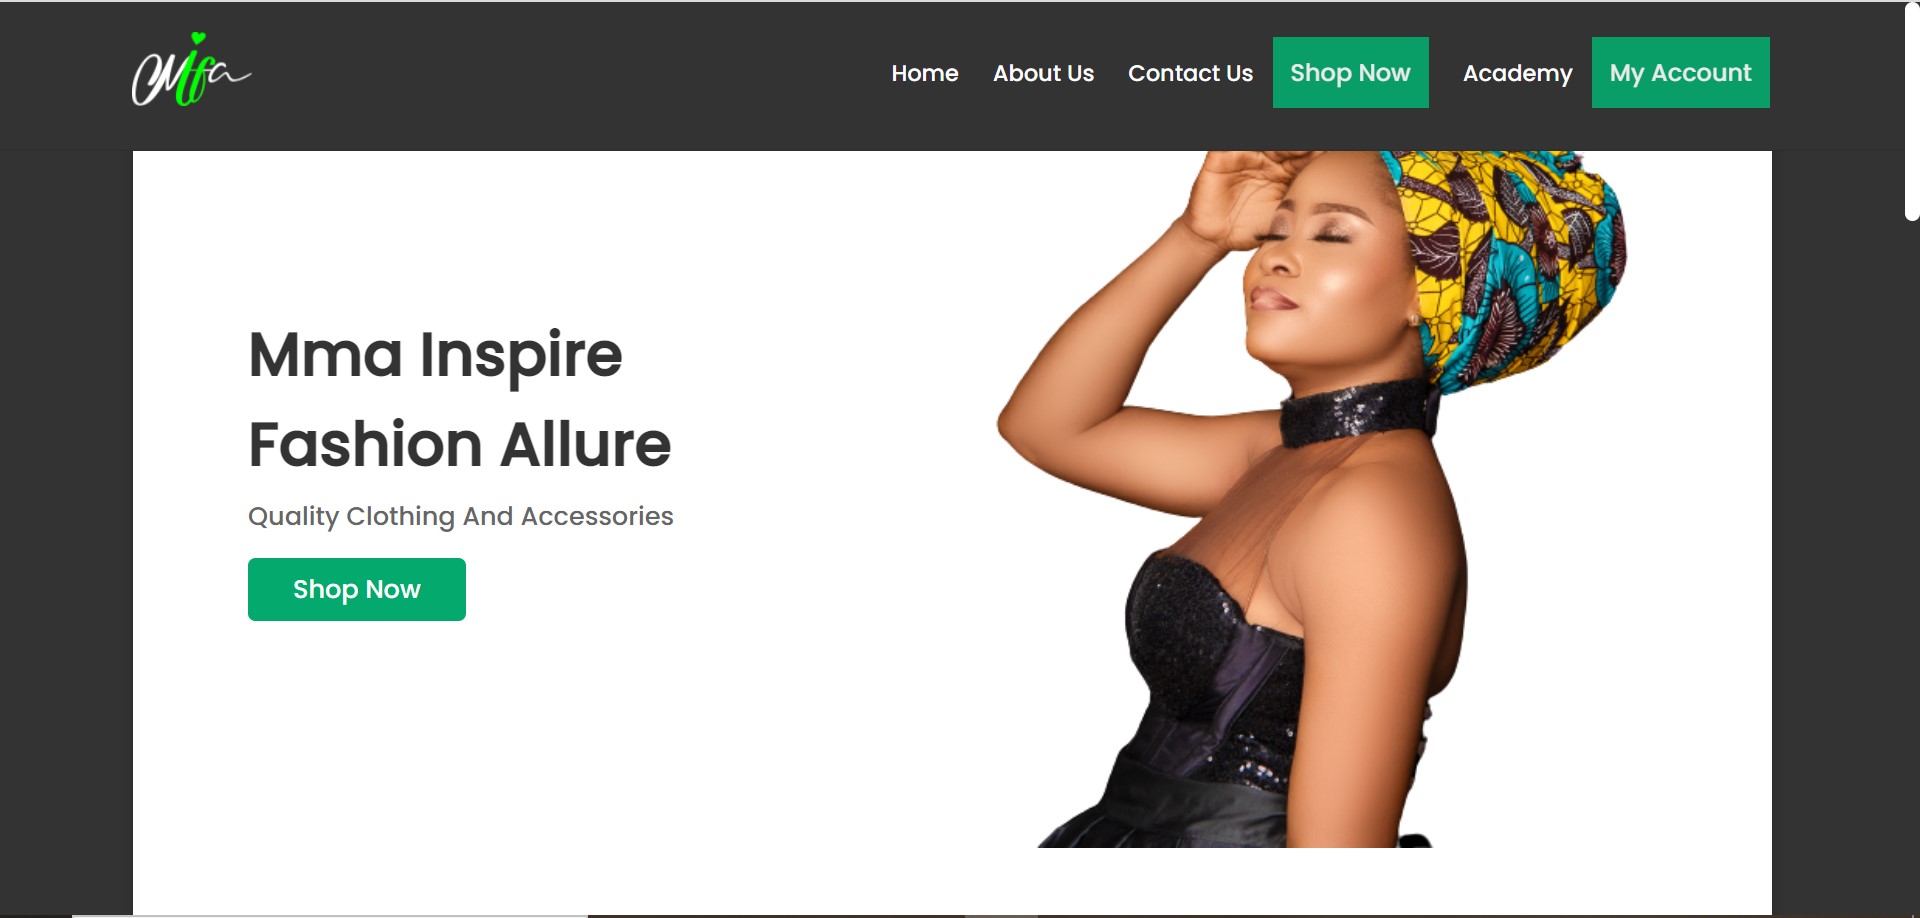 Mifa
Home About Us Contact Us Shop Now Academy My Account
Mma Inspire
Fashion Allure
Quality Clothing And Accessories
Shop Now